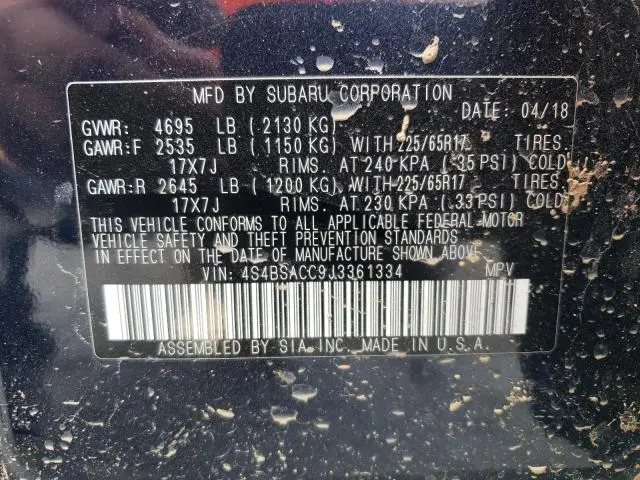 MFD BY SUBARU CORPORATION
DATE: 04/18
GVWR: 4695 LB (2130 KG)
GAWR:F 2535 LB (1150 KG) WITH 225/65R17 TIRES,
17X7J RIMS, AT 240 KPA (35 PSI) COLD
GAWR:R 2645 LB (1200 KG) WITH 225/65R17 TIRES,
17X7J RIMS, AT 230 KPA (33 PSI) COLD
THIS VEHICLE CONFORMS TO ALL APPLICABLE FEDERAL MOTOR
VEHICLE SAFETY AND THEFT PREVENTION STANDARDS
IN EFFECT ON THE DATE OF MANUFACTURE SHOWN ABOVE
VIN: 4S4BSACC9J3361334 MPV
ASSEMBLED BY SIA, INC. MADE IN U.S.A.